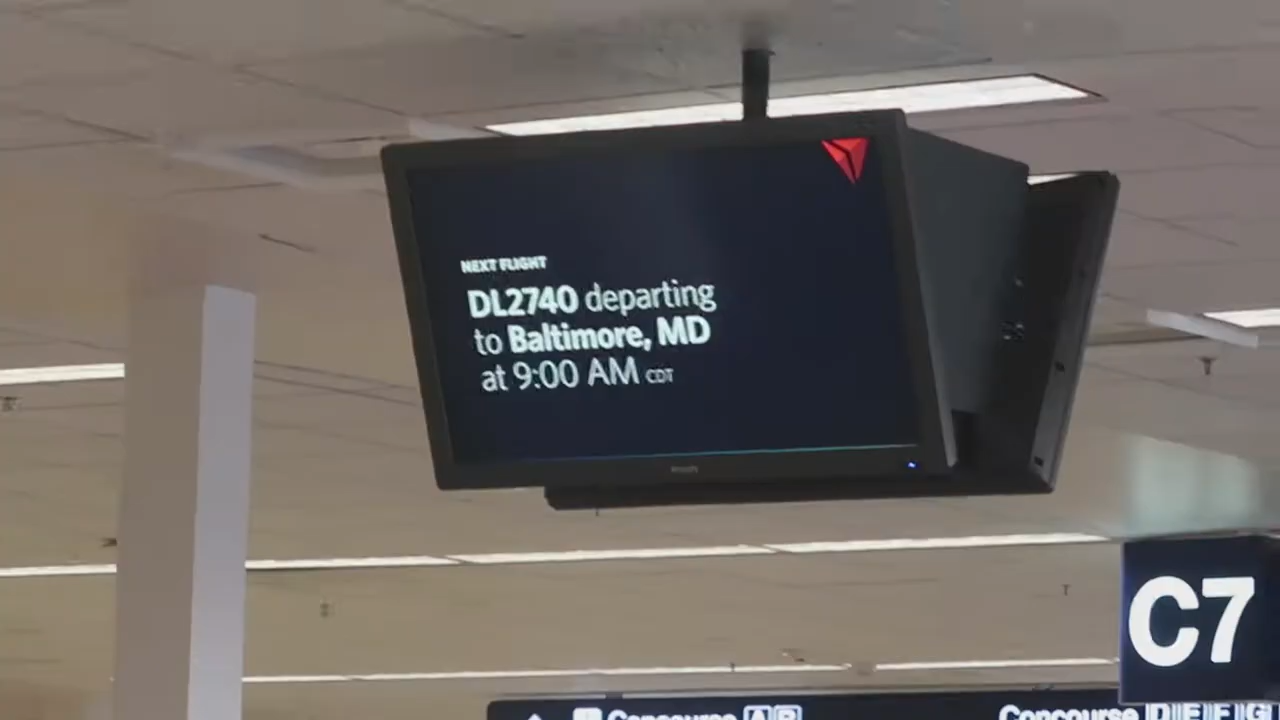 NEXT FLIGHT
DL2740 departing
to Baltimore, MD
at 9:00 AM CDT
C7
Concourse A B
Concourse D E F G